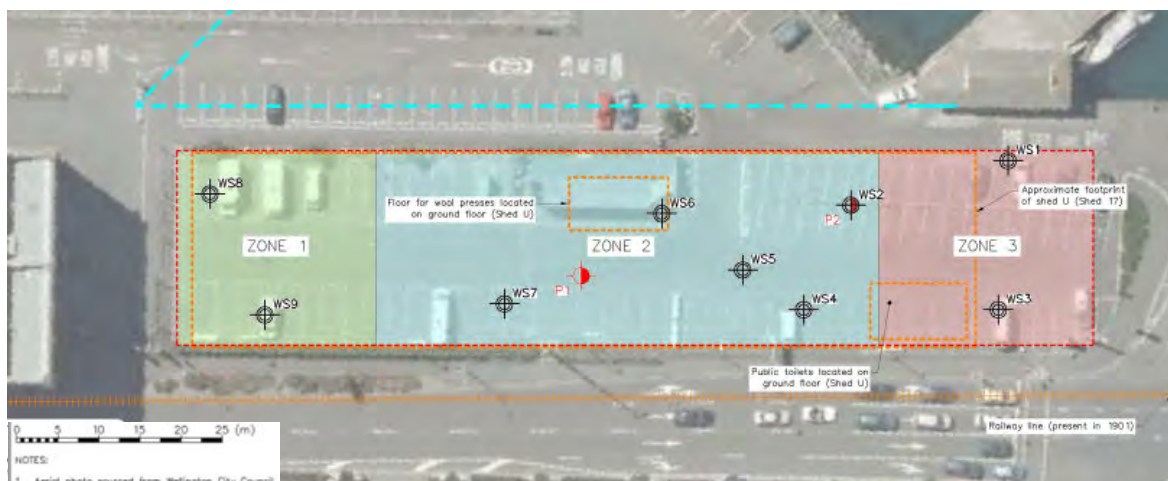 WS1
WS8
WS2
Approximate footprint
of shed U (Shed 17)
Floor for wool presses located
on ground floor (Shed U)
WS6
P2
ZONE 1
ZONE 2
ZONE 3
WS5
P1
WS9
WS7
WS4
WS3
Public toilets located on
ground floor (Shed U)
Railway line (present in 1901)
0 5 10 15 20 25 (m)
NOTES: